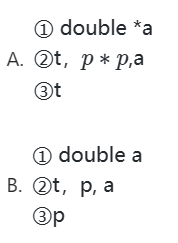 ① double *a
A. ②t, p * p,a
③t
① double a
B. ②t, p, a
③p